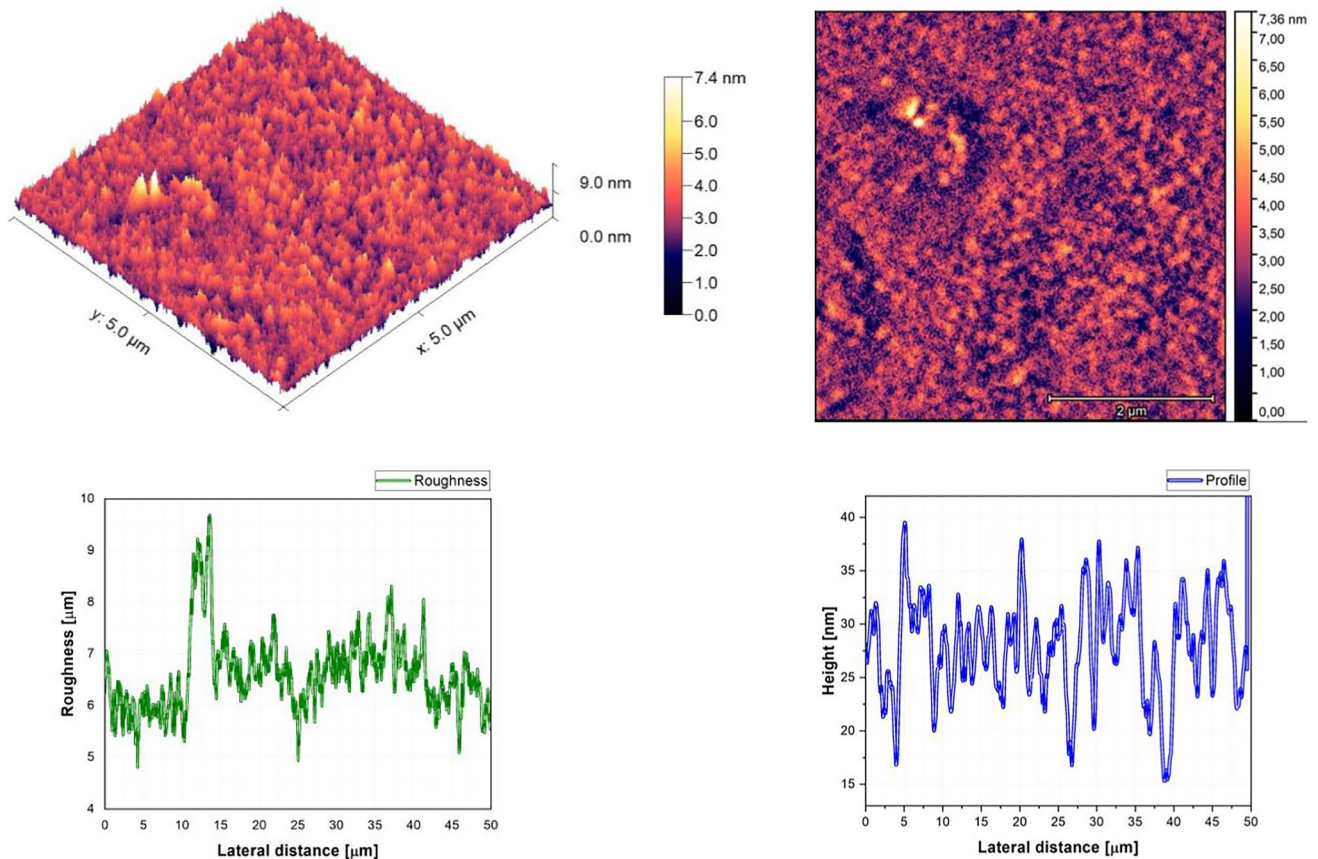 7.4 nm
6.0
5.0
4.0
3.0
2.0
1.0
0.0
9.0 nm
0.0 nm
y: 5.0 µm
x: 5.0 µm
7,36 nm
7,00
6,50
6,00
5,50
5,00
4,50
4,00
3,50
3,00
2,50
2,00
1,50
1,00
0,00
2 µm
Roughness
10
9
8
7
6
5
4
Roughness [µm]
0 5 10 15 20 25 30 35 40 45 50
Lateral distance [µm]
Profile
40
35
30
25
20
15
Height [nm]
0 5 10 15 20 25 30 35 40 45 50
Lateral distance [µm]